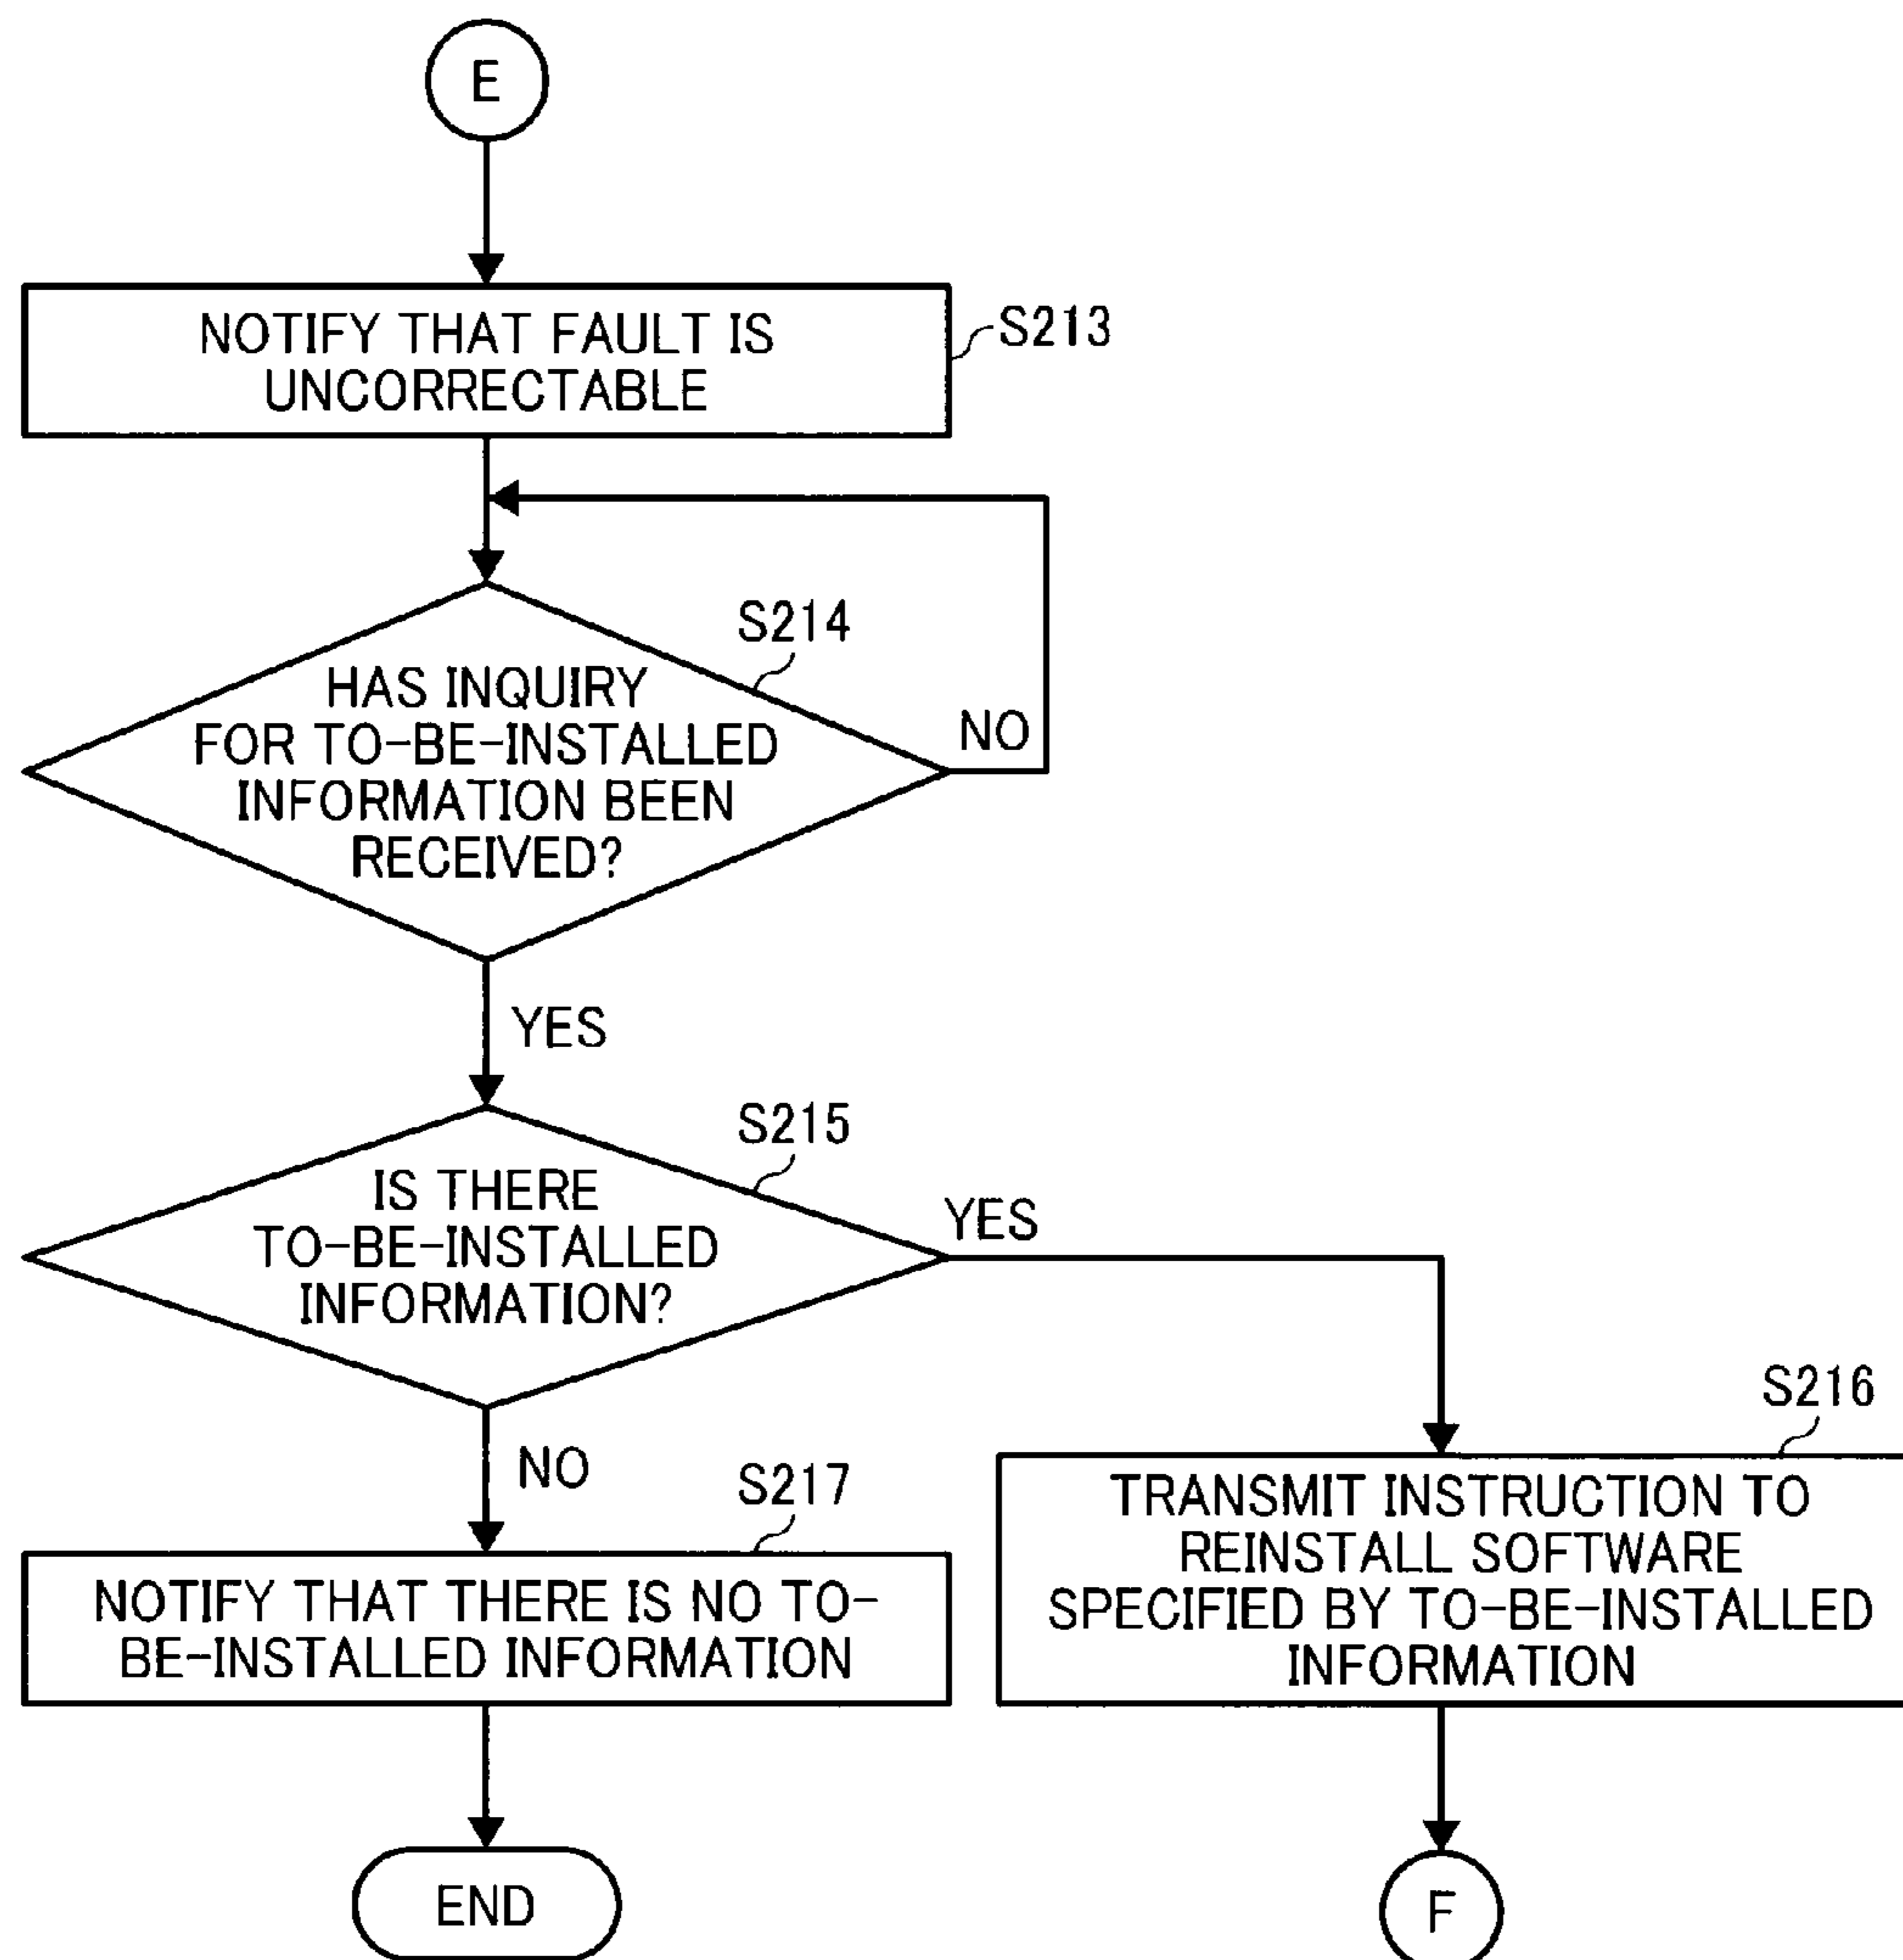 E
NOTIFY THAT FAULT IS
UNCORRECTABLE
S213
S214
HAS INQUIRY
FOR TO-BE-INSTALLED
INFORMATION BEEN
RECEIVED?
NO
YES
S215
IS THERE
TO-BE-INSTALLED
INFORMATION?
YES
NO
S217
NOTIFY THAT THERE IS NO TO-
BE-INSTALLED INFORMATION
END
S216
TRANSMIT INSTRUCTION TO
REINSTALL SOFTWARE
SPECIFIED BY TO-BE-INSTALLED
INFORMATION
F